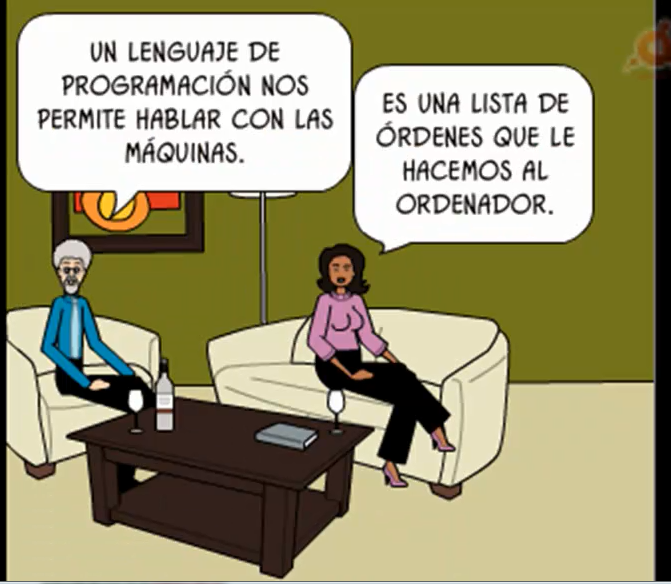 UN LENGUAJE DE
PROGRAMACIÓN NOS
PERMITE HABLAR CON LAS
MÁQUINAS.
ES UNA LISTA DE
ÓRDENES QUE LE
HACEMOS AL
ORDENADOR.